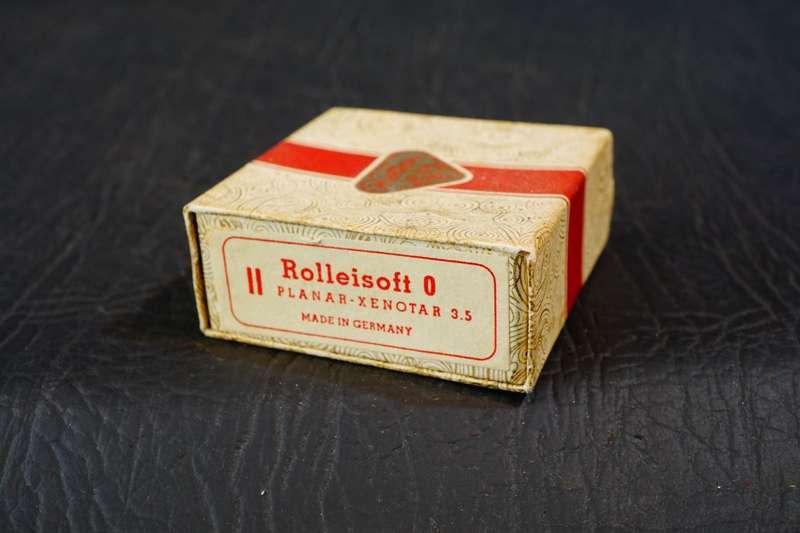 II
Rolleisoft 0
PLANAR-XENOTAR 3.5
MADE IN GERMANY